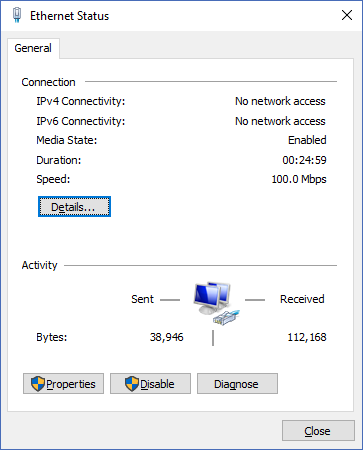 Ethernet Status
General
Connection
IPv4 Connectivity: No network access
IPv6 Connectivity: No network access
Media State: Enabled
Duration: 00:24:59
Speed: 100.0 Mbps
Details...
Activity
Sent Received
Bytes: 38,946 112,168
Properties Disable Diagnose
Close